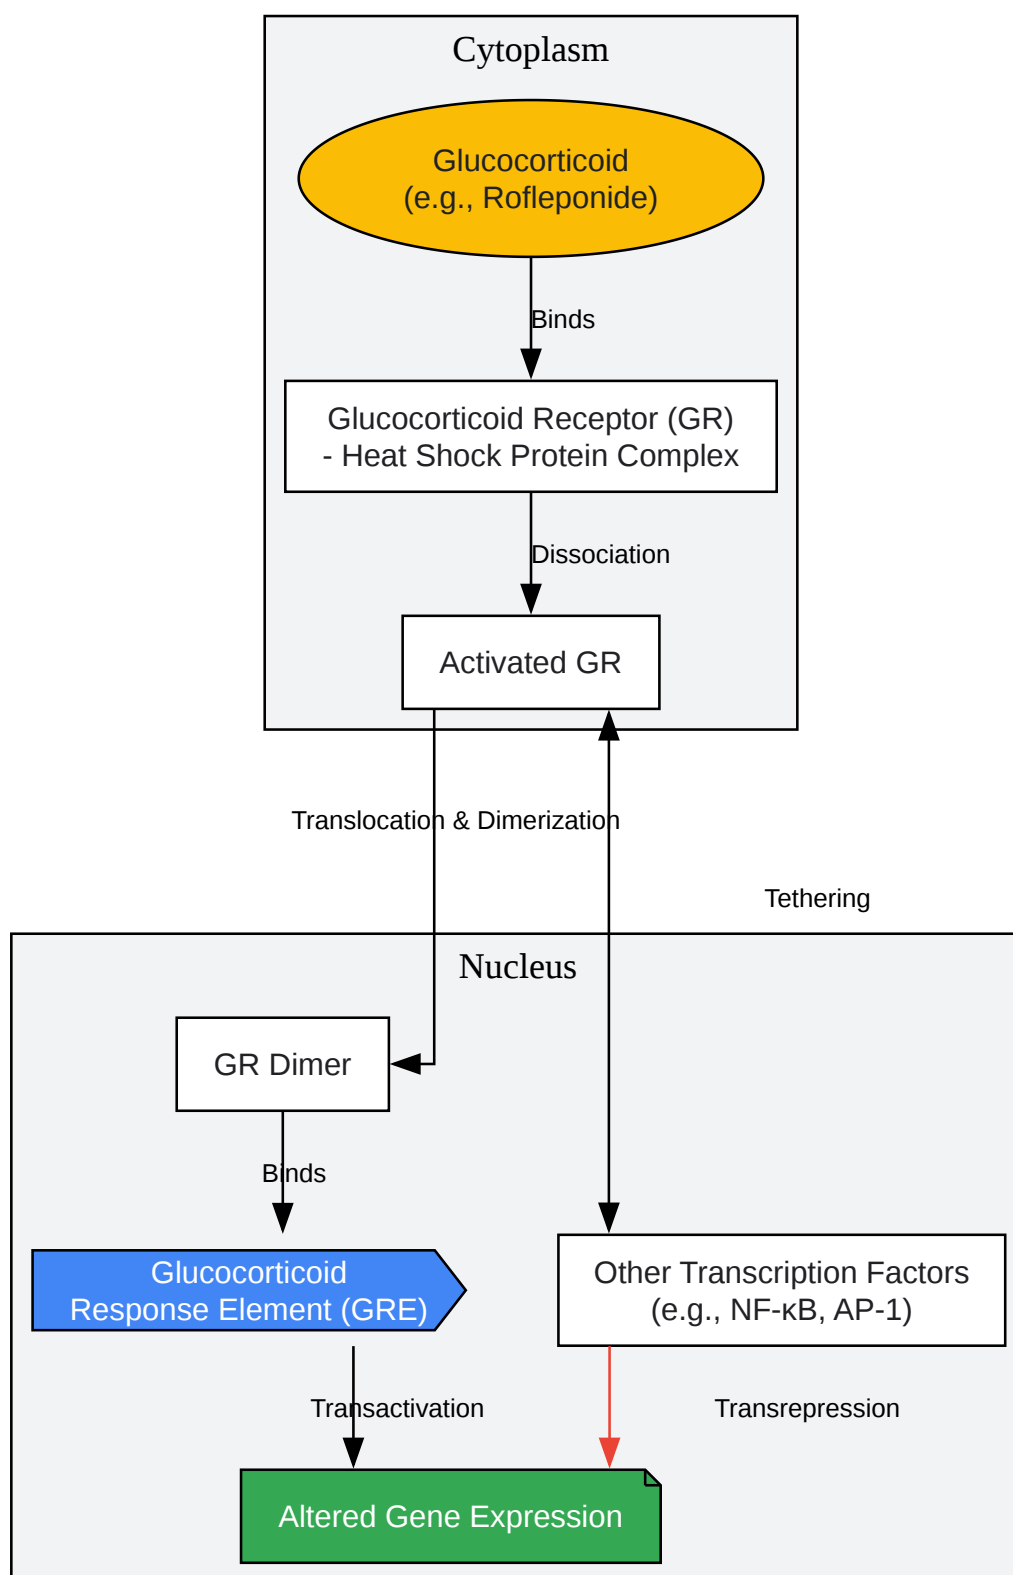 Cytoplasm
Glucocorticoid
(e.g., Rofleponide)
Binds
Glucocorticoid Receptor (GR)
- Heat Shock Protein Complex
Dissociation
Activated GR
Translocation & Dimerization
Tethering
Nucleus
GR Dimer
Binds
Glucocorticoid
Response Element (GRE)
Other Transcription Factors
(e.g., NF-κB, AP-1)
Transactivation
Transrepression
Altered Gene Expression